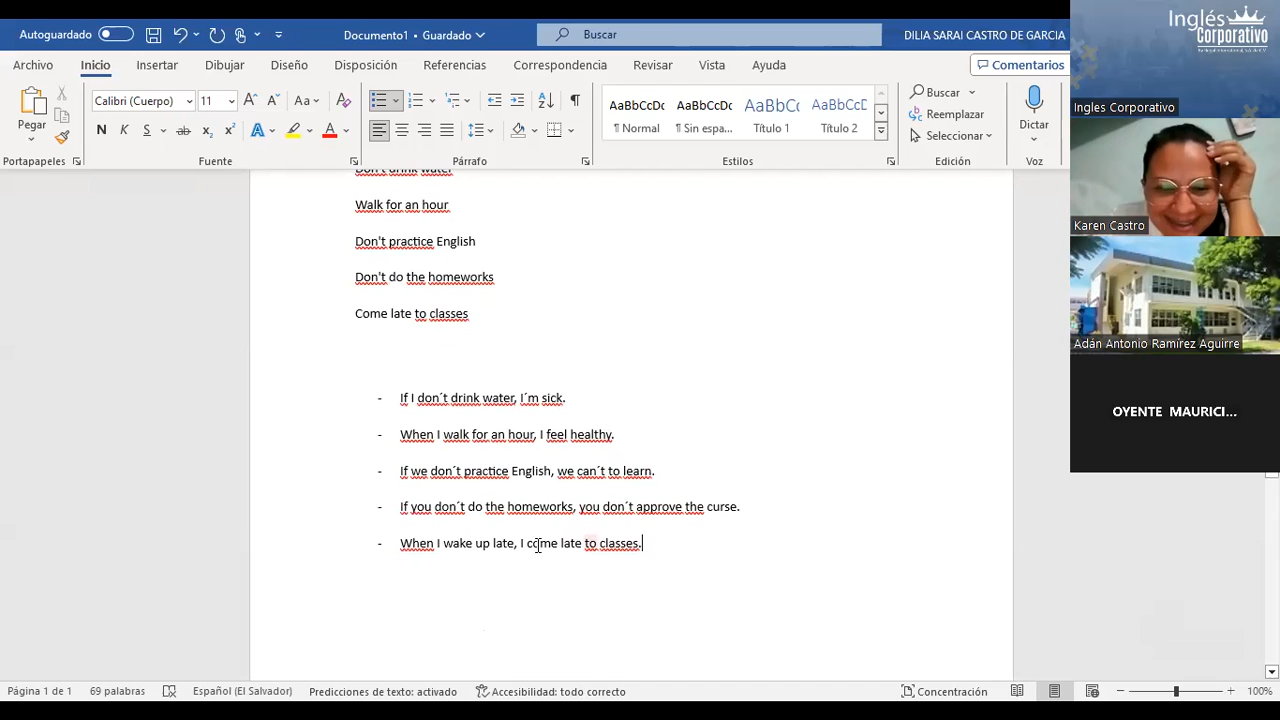 Autoguardado
Documento1 • Guardado
Buscar
DILIA SARAI CASTRO DE GARCIA
Archivo Inicio Insertar Dibujar Diseño Disposición Referencias Correspondencia Revisar Vista Ayuda
Comentarios
Pegar
Calibri (Cuerpo) 11
AaBbCcDc AaBbCcDc AaBbCc AaBbCcD
¶ Normal ¶ Sin espa... Título 1 Título 2
Buscar
Reemplazar
Seleccionar
Dictar
Portapapeles Fuente Párrafo Estilos Edición Voz
Don't drink water
Walk for an hour
Don't practice English
Don't do the homeworks
Come late to classes
- If I don´t drink water, I´m sick.
- When I walk for an hour, I feel healthy.
- If we don´t practice English, we can´t to learn.
- If you don´t do the homeworks, you don´t approve the curse.
- When I wake up late, I come late to classes.
Página 1 de 1 69 palabras Español (El Salvador) Predicciones de texto: activado Accesibilidad: todo correcto Concentración 100%
Inglés
Corporativo
Ingles Corporativo
Karen Castro
Adán Antonio Ramírez Aguirre
OYENTE MAURICI...